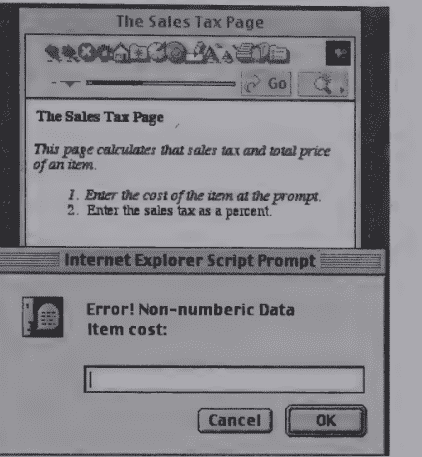 The Sales Tax Page
Go
The Sales Tax Page
This page calculates that sales tax and total price
of an item.
1. Enter the cost of the item at the prompt.
2. Enter the sales tax as a percent.
Internet Explorer Script Prompt
Error! Non-numberic Data
Item cost:
Cancel
OK